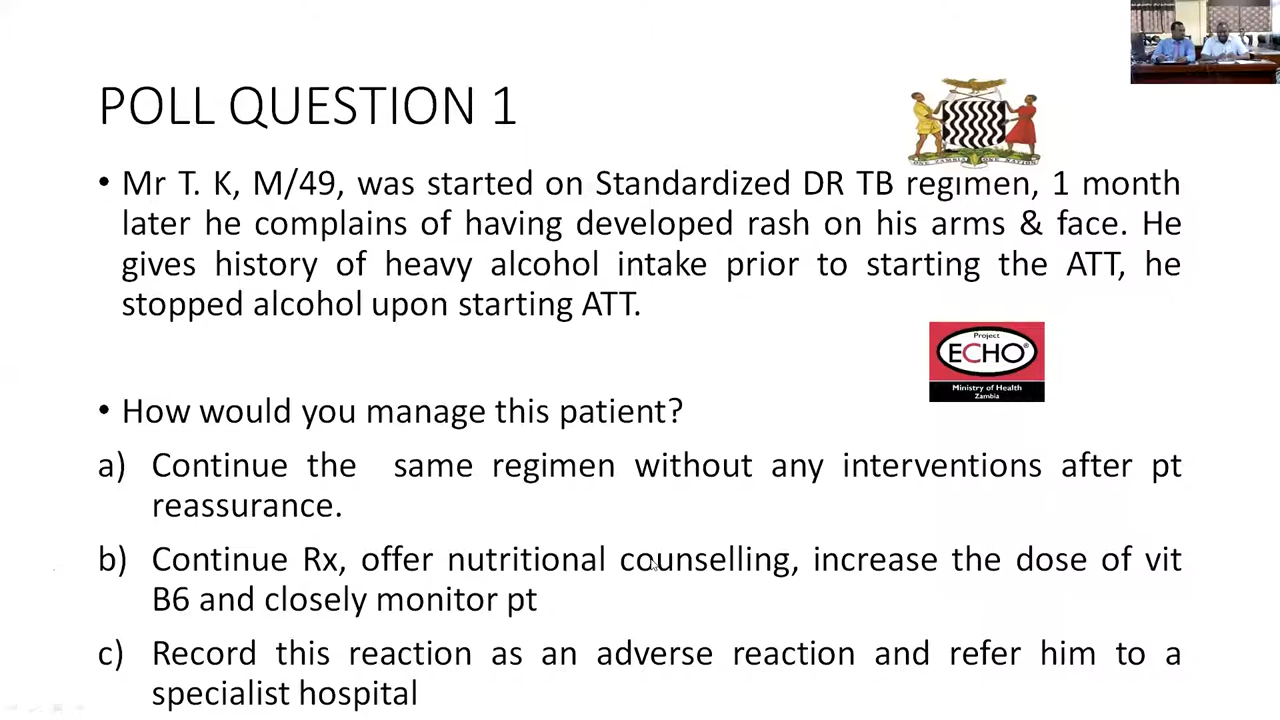 POLL QUESTION 1
ONE ZAMBIA ONE NATION
• Mr T. K, M/49, was started on Standardized DR TB regimen, 1 month
later he complains of having developed rash on his arms & face. He
gives history of heavy alcohol intake prior to starting the ATT, he
stopped alcohol upon starting ATT.
Project
ECHO®
Ministry of Health
Zambia
• How would you manage this patient?
a) Continue the same regimen without any interventions after pt
reassurance.
b) Continue Rx, offer nutritional counselling, increase the dose of vit
B6 and closely monitor pt
c) Record this reaction as an adverse reaction and refer him to a
specialist hospital